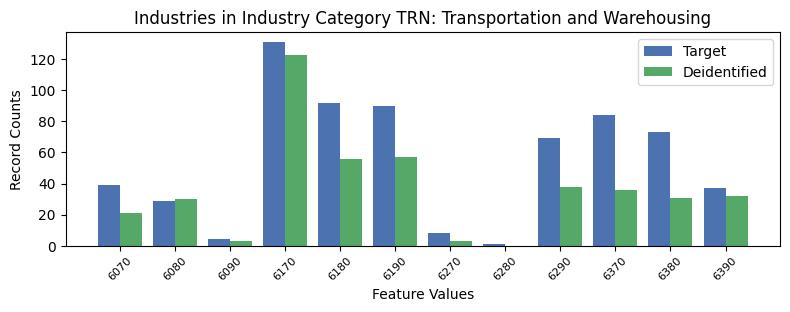 Industries in Industry Category TRN: Transportation and Warehousing
Target
Deidentified
Record Counts
120
100
80
60
40
20
0
6070 6080 6090 6170 6180 6190 6270 6280 6290 6370 6380 6390
Feature Values